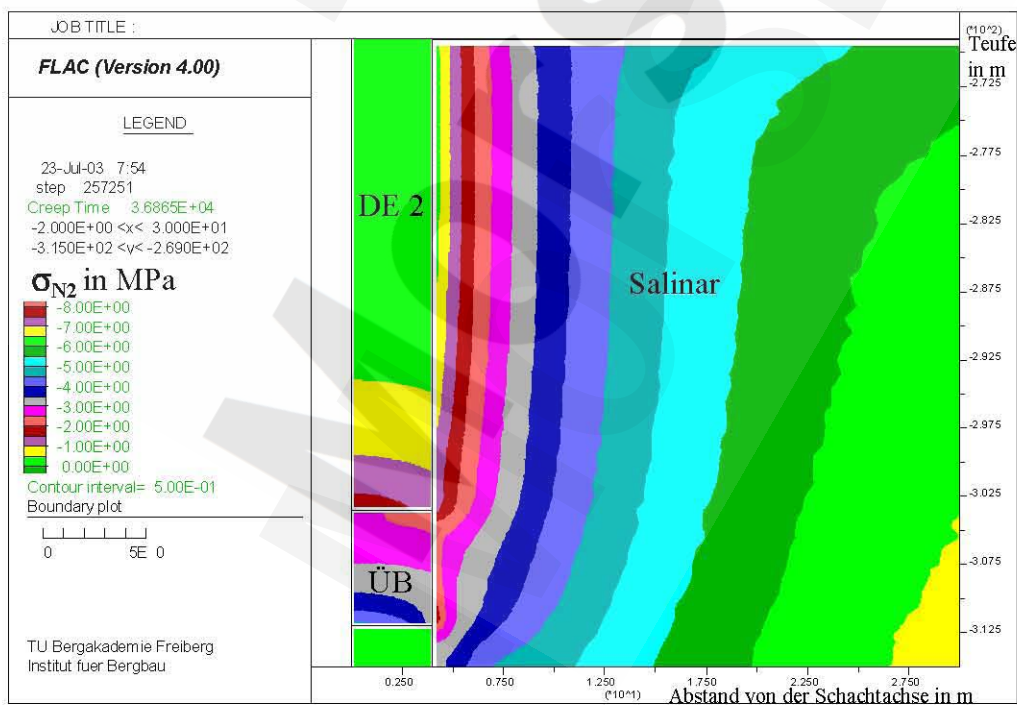 JOB TITLE :
FLAC (Version 4.00)
LEGEND
23-Jul-03 7:54
step 257251
Creep Time 3.6865E+04
-2.000E+00 <x< 3.000E+01
-3.150E+02 <y< -2.690E+02
σN2 in MPa
-8.00E+00
-7.00E+00
-6.00E+00
-5.00E+00
-4.00E+00
-3.00E+00
-2.00E+00
-1.00E+00
0.00E+00
Contour interval= 5.00E-01
Boundary plot
0 5E 0
TU Bergakademie Freiberg
Institut fuer Bergbau
DE 2
ÜB
Salinar
(*10^2)
Teufe
in m
-2.725
-2.775
-2.825
-2.875
-2.925
-2.975
-3.025
-3.075
-3.125
0.250 0.750 1.250 1.750 2.250 2.750
(*10^1)
Abstand von der Schachtachse in m